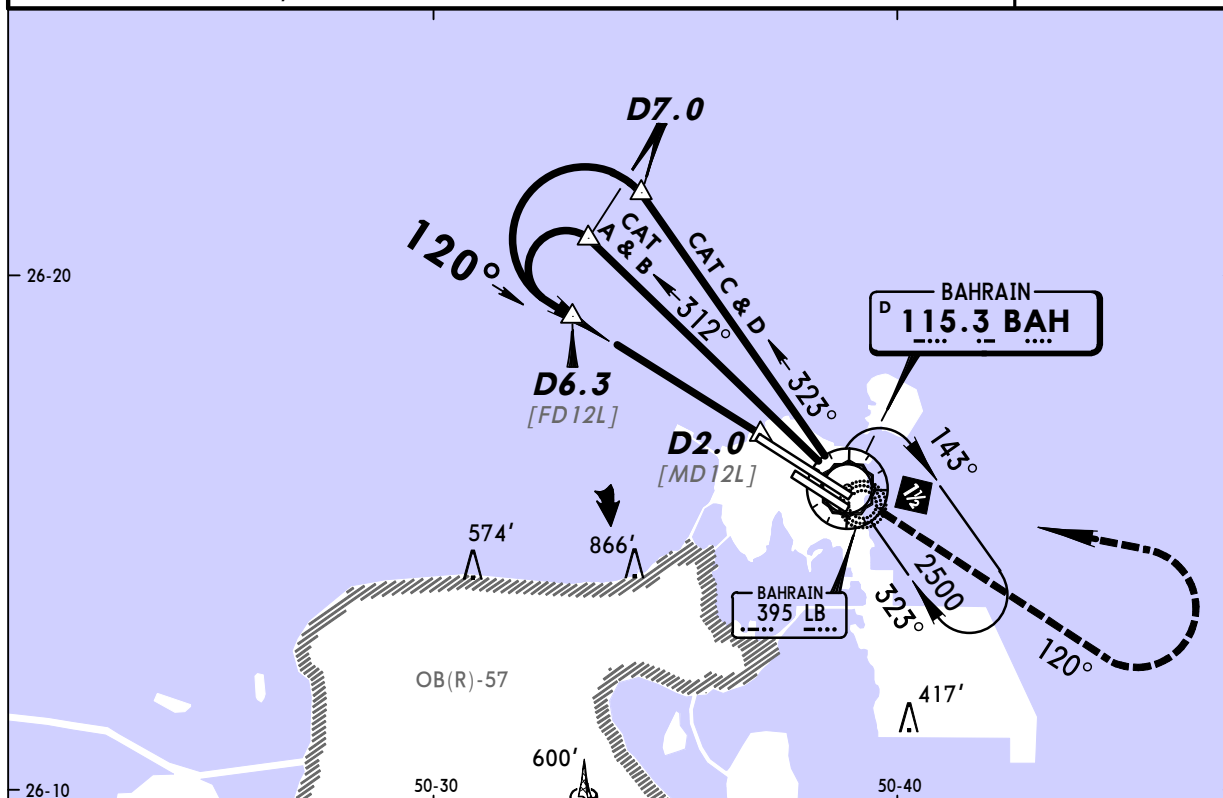 D7.0
120°
CAT
A & B
312°
CAT C & D
323°
26-20
BAHRAIN
D 115.3 BAH
D6.3
[FD12L]
D2.0
[MD12L]
143°
1½
574'
866'
2500
323°
BAHRAIN
395 LB
120°
OB(R)-57
417'
600'
26-10
50-30
50-40